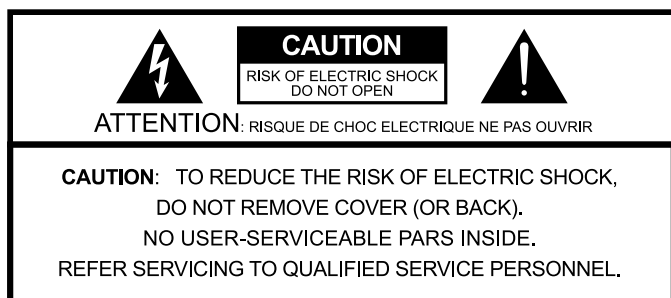 CAUTION
RISK OF ELECTRIC SHOCK
DO NOT OPEN
ATTENTION: RISQUE DE CHOC ELECTRIQUE NE PAS OUVRIR
CAUTION: TO REDUCE THE RISK OF ELECTRIC SHOCK,
DO NOT REMOVE COVER (OR BACK).
NO USER-SERVICEABLE PARS INSIDE.
REFER SERVICING TO QUALIFIED SERVICE PERSONNEL.